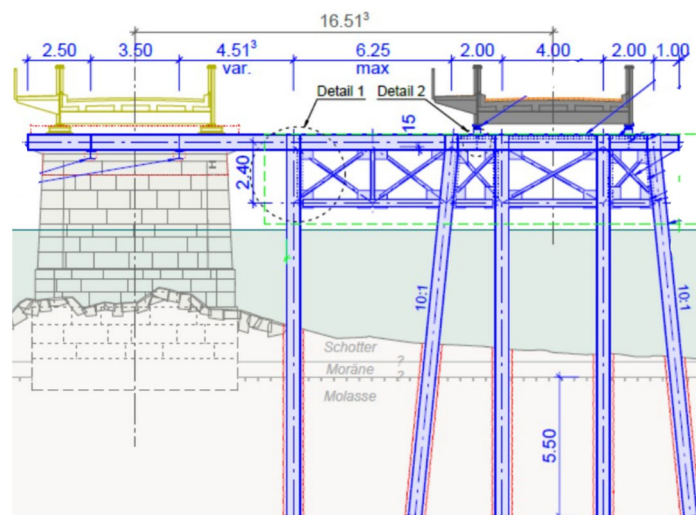 16.51³
2.50 3.50 4.51³ 6.25 2.00 4.00 2.00 1.00
var. max
Detail 1 Detail 2
15
2.40
H
10:1 10:1
Schotter
?
Moräne
?
Molasse
5.50